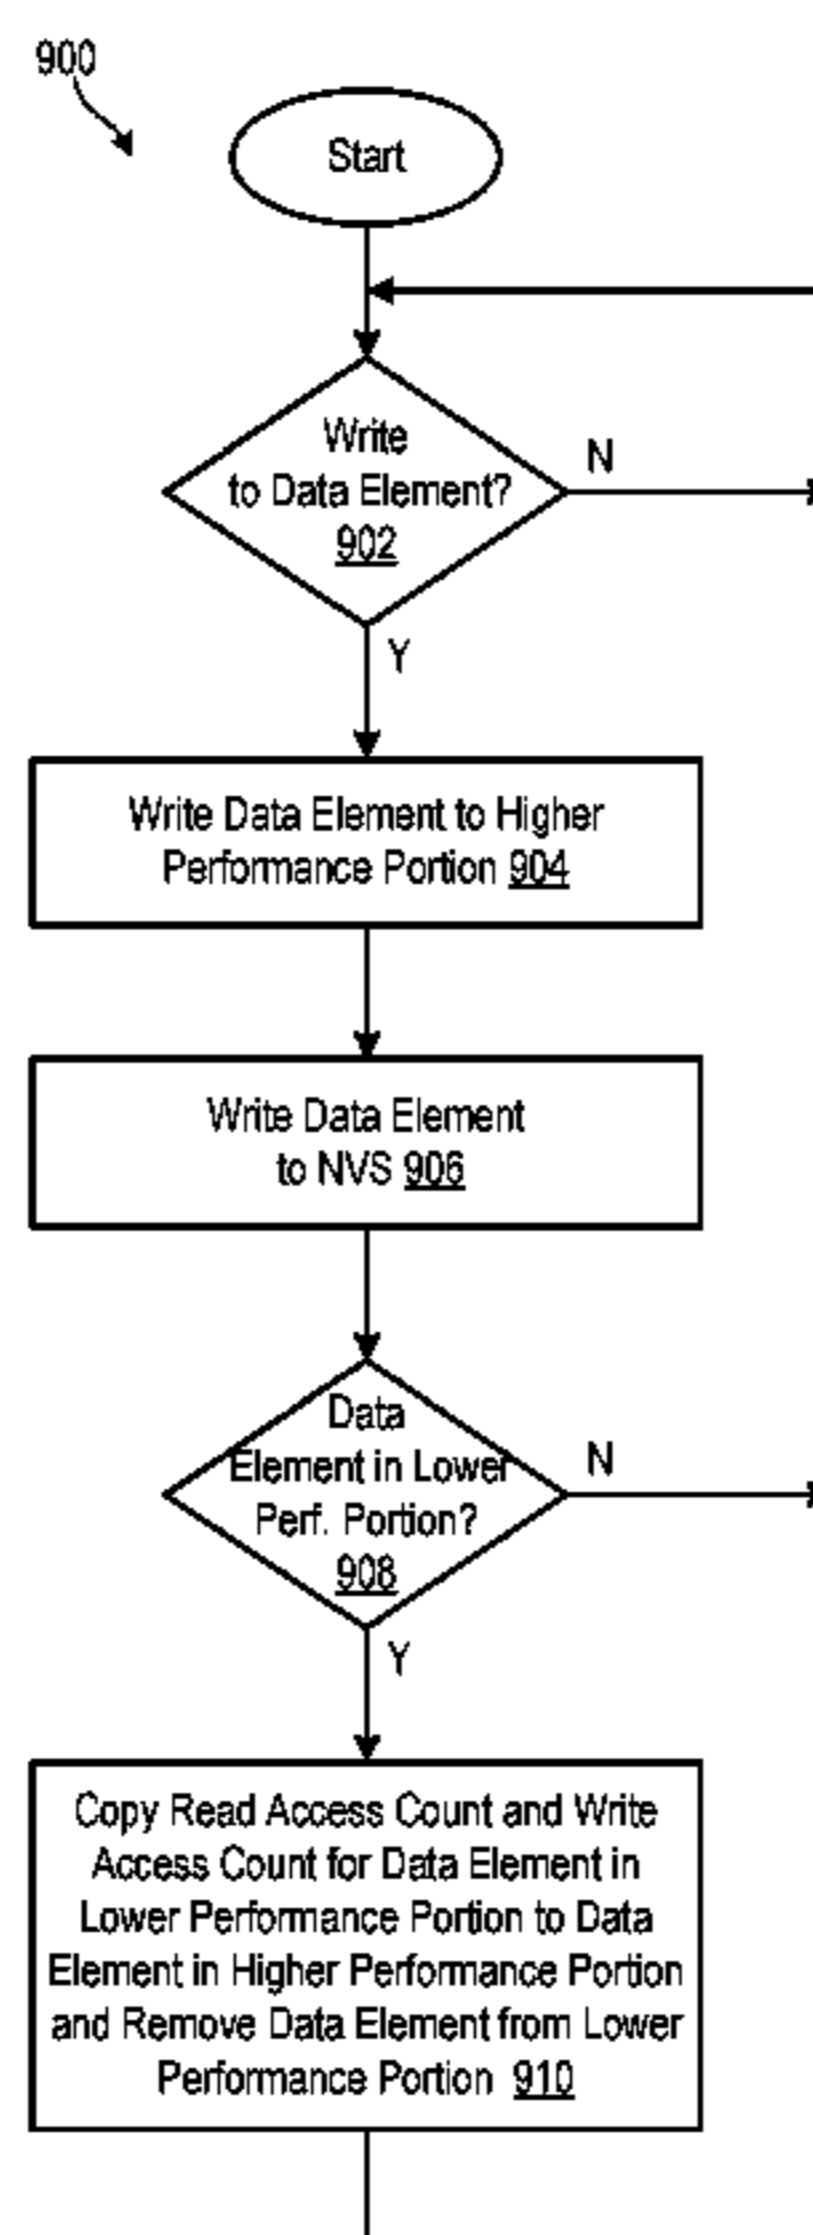 900
Start
Write
to Data Element?
902
N
Y
Write Data Element to Higher
Performance Portion 904
Write Data Element
to NVS 906
Data
Element in Lower
Perf. Portion?
908
N
Y
Copy Read Access Count and Write
Access Count for Data Element in
Lower Performance Portion to Data
Element in Higher Performance Portion
and Remove Data Element from Lower
Performance Portion 910